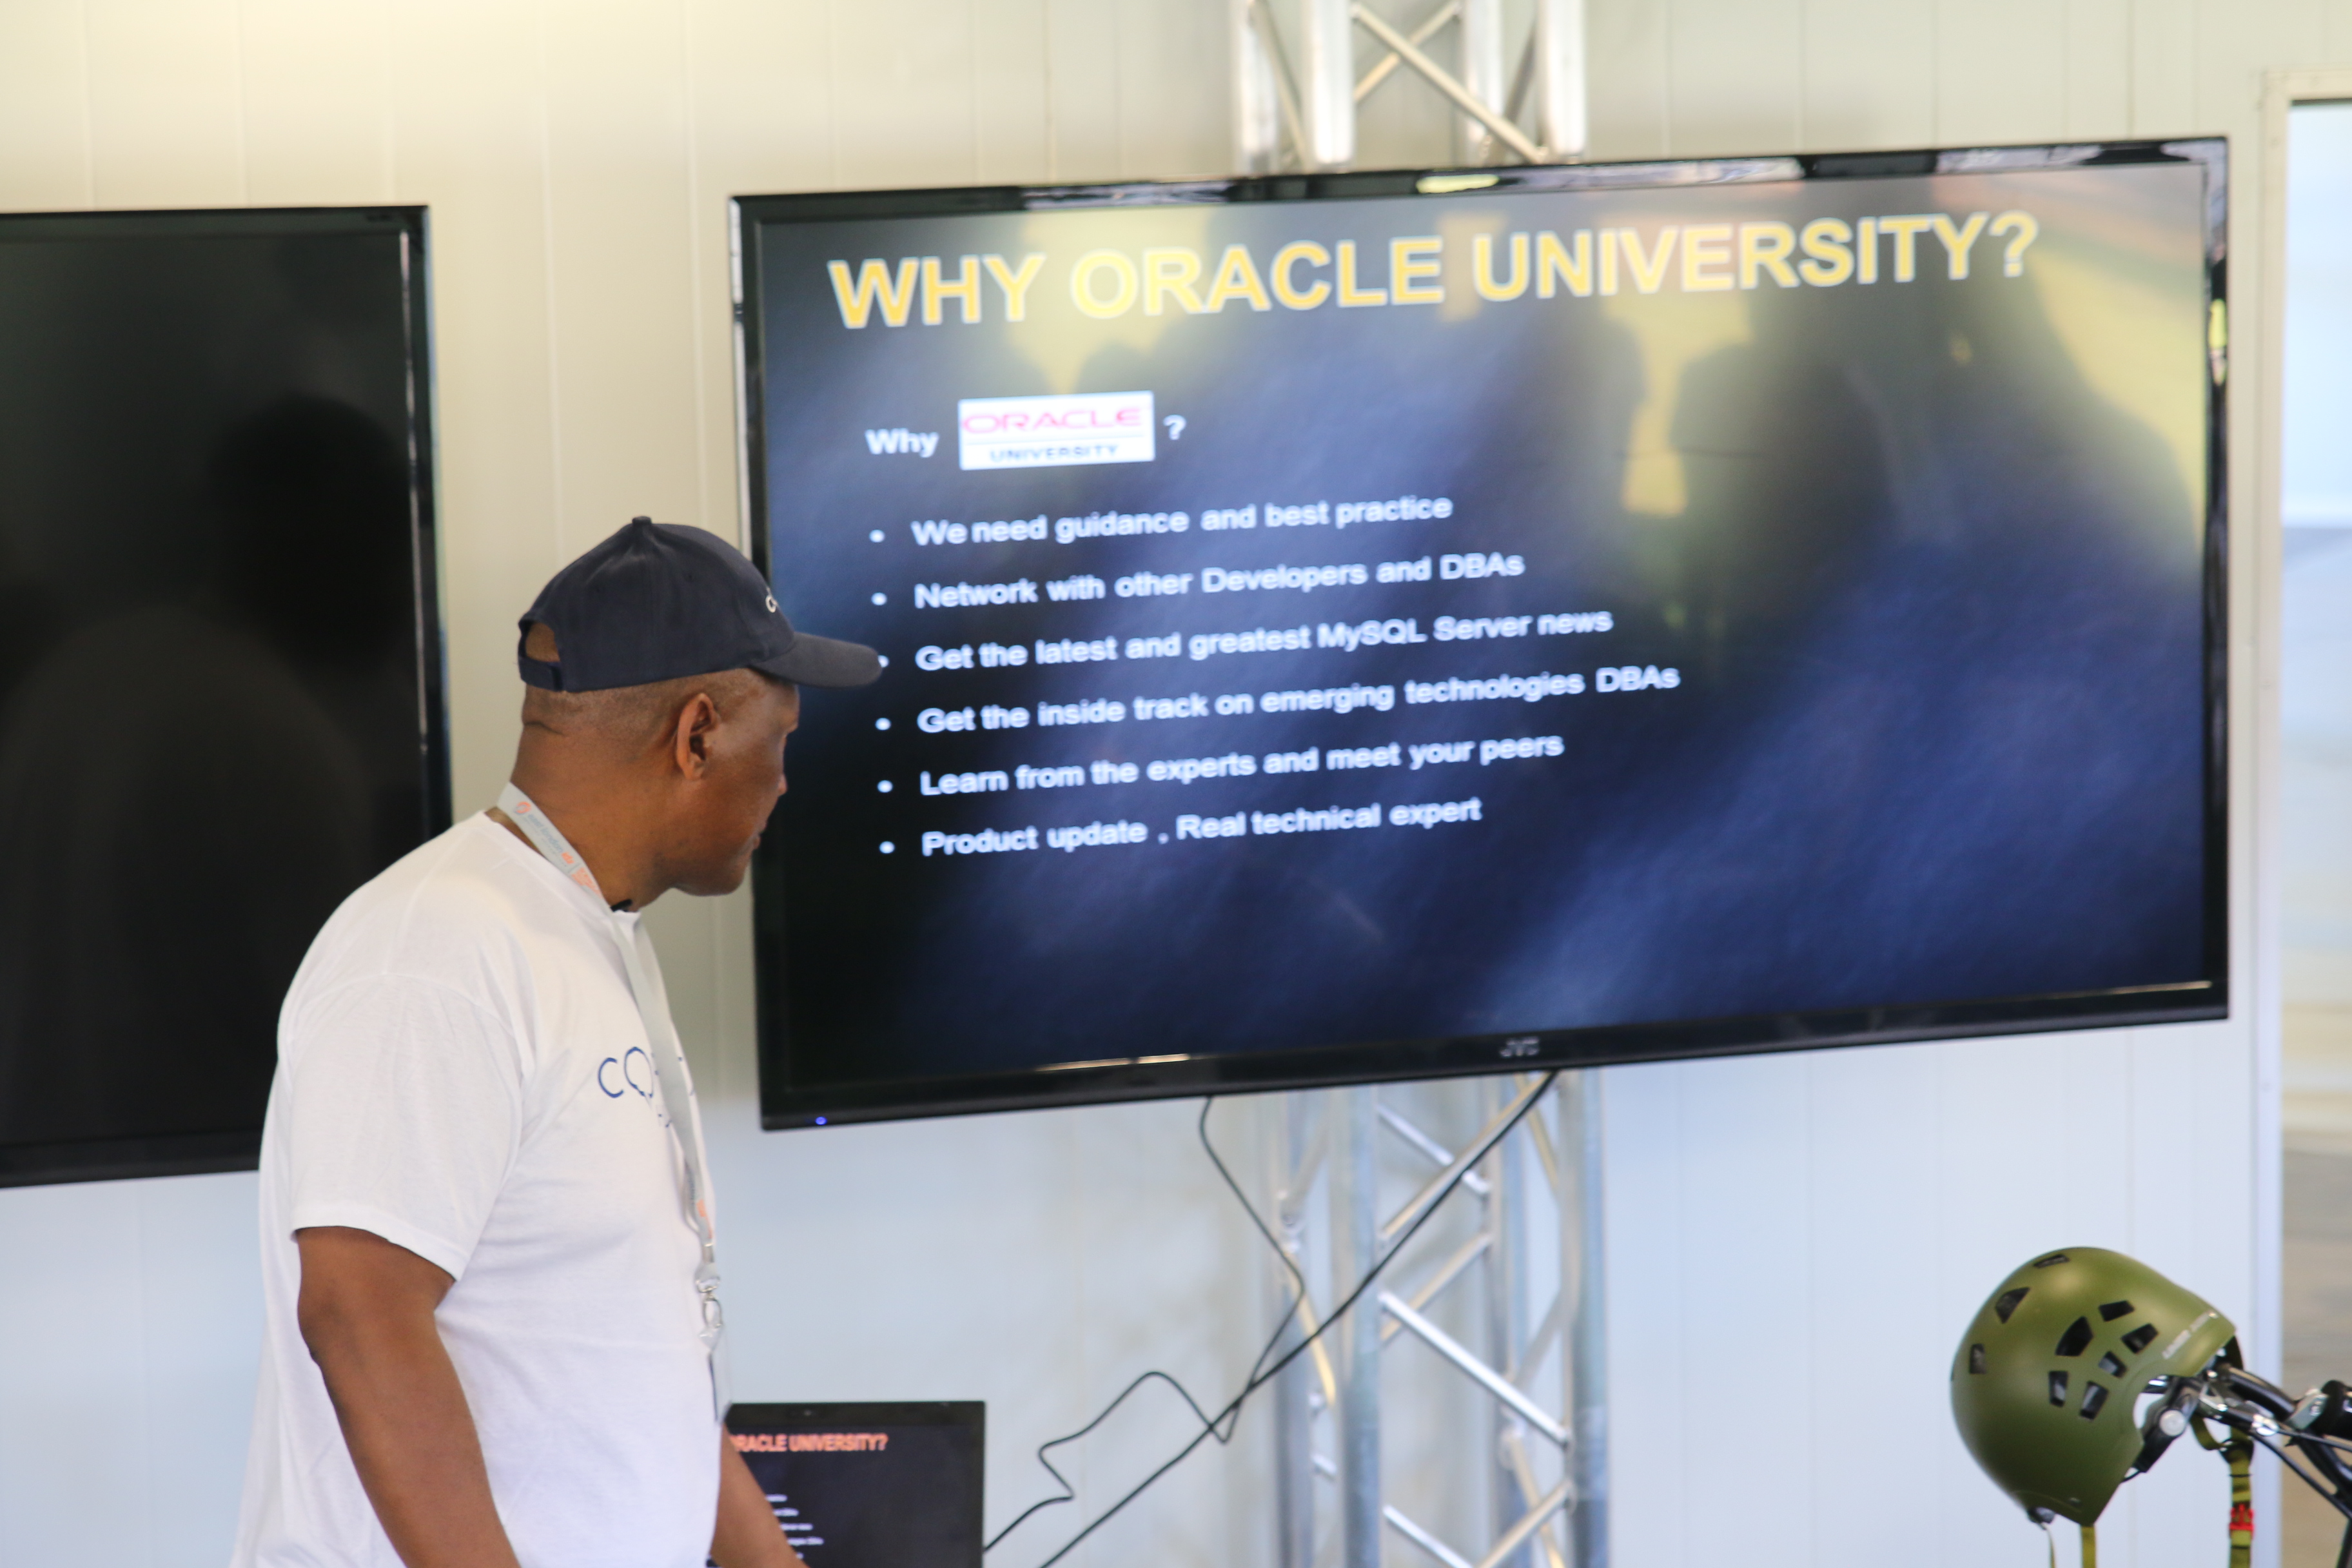 WHY ORACLE UNIVERSITY?
Why ORACLE UNIVERSITY ?
• We need guidance and best practice
• Network with other Developers and DBAs
• Get the latest and greatest MySQL Server news
• Get the inside track on emerging technologies DBAs
• Learn from the experts and meet your peers
• Product update , Real technical expert
JVC
ORACLE UNIVERSITY?